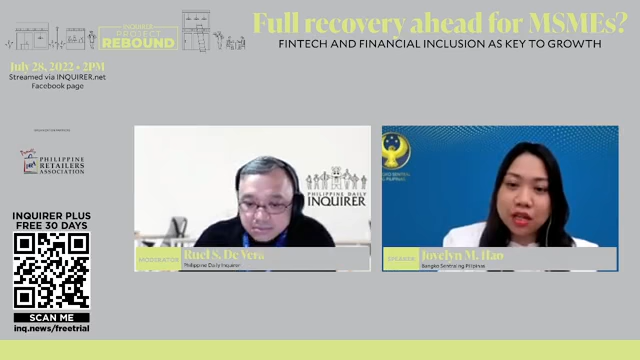 INQUIRER
PROJECT
REBOUND
Full recovery ahead for MSMEs?
FINTECH AND FINANCIAL INCLUSION AS KEY TO GROWTH
July 28, 2022 • 2PM
Streamed via INQUIRER.net
Facebook page
PHILIPPINE
RETAILERS
ASSOCIATION
INQUIRER PLUS
FREE 30 DAYS
SCAN ME
inq.news/freetrial
PHILIPPINE DAILY
INQUIRER
MODERATOR
Ruel S. De Vera
Philippine Daily Inquirer
SPEAKER
Jovelyn M. Hao
Bangko Sentral ng Pilipinas